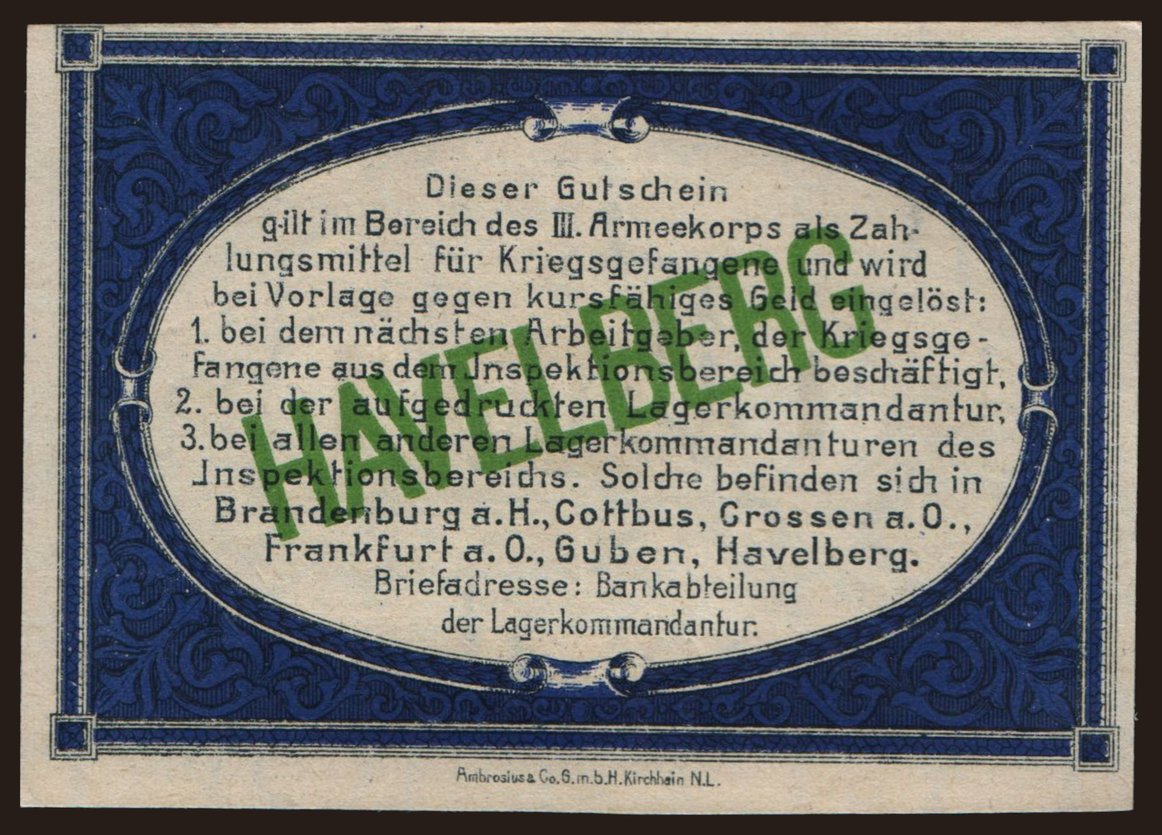 Dieser Gutschein
gilt im Bereich des III. Armeekorps als Zah-
lungsmittel für Kriegsgefangene und wird
bei Vorlage gegen kursfähiges Geld eingelöst:
1. bei dem nächsten Arbeitgeber, der Kriegsge-
fangene aus dem Jnspektionsbereich beschäftigt,
2. bei der aufgedruckten Lagerkommandantur,
3. bei allen anderen Lagerkommandanturen des
Jnspektionsbereichs. Solche befinden sich in
Brandenburg a. H., Cottbus, Crossen a. O.,
Frankfurt a. O., Guben, Havelberg.
Briefadresse: Bankabteilung
der Lagerkommandantur.
HAVELBERG
Ambrosius & Co. G.m.b.H. Kirchhain N.L.